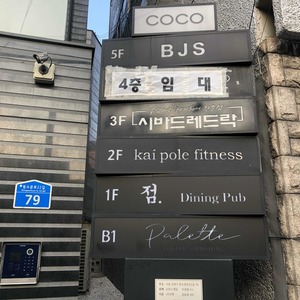 COCO
5F BJS
4층 임 대
3F 시바드레드락
2F kai pole fitness
1F 점. Dining Pub
B1 Palette
79